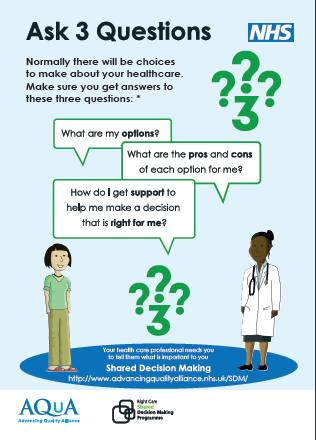 Ask 3 Questions
NHS
Normally there will be choices
to make about your healthcare.
Make sure you get answers to
these three questions: *
???
3
What are my options?
What are the pros and cons
of each option for me?
How do I get support to
help me make a decision
that is right for me?
???
3
Your health care professional needs you
to tell them what is important to you
Shared Decision Making
http://www.advancingqualityalliance.nhs.uk/SDM/
AQuA
Advancing Quality Alliance
Right Care
Shared
Decision Making
Programme